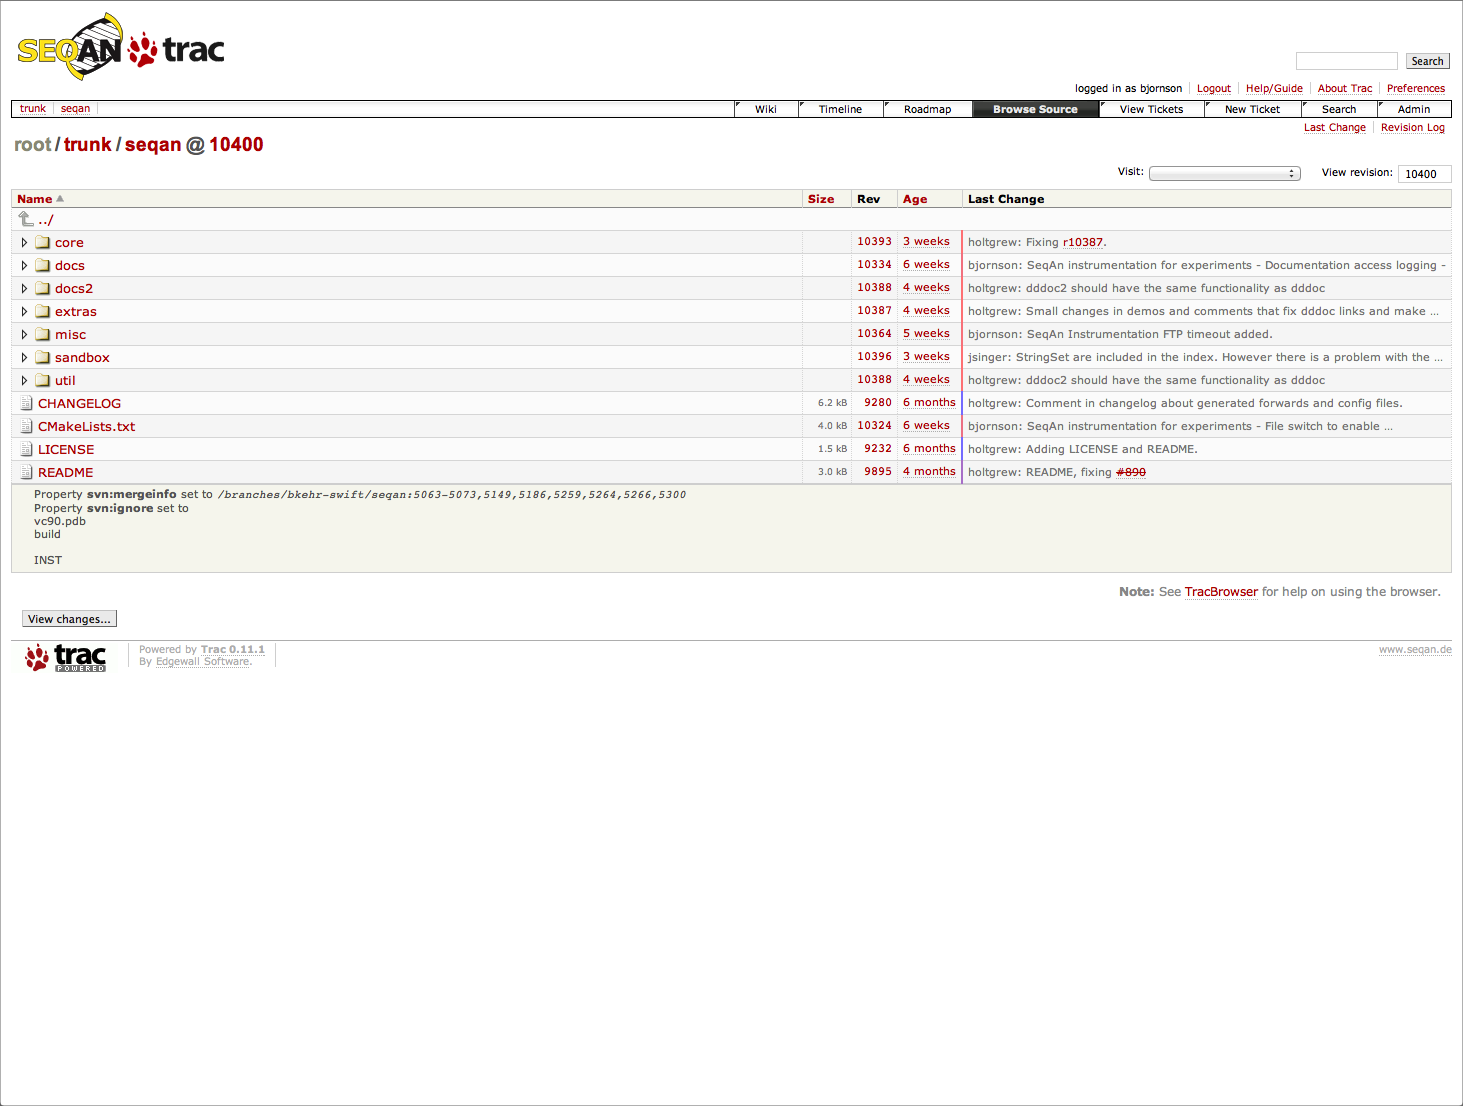 SEQAN trac
Search
logged in as bjornson Logout Help/Guide About Trac Preferences
trunk seqan Wiki Timeline Roadmap Browse Source View Tickets New Ticket Search Admin
Last Change Revision Log
root/trunk/seqan @ 10400
Visit: View revision: 10400
Name Size Rev Age Last Change
../
core 10393 3 weeks holtgrew: Fixing r10387.
docs 10334 6 weeks bjornson: SeqAn instrumentation for experiments - Documentation access logging -
docs2 10388 4 weeks holtgrew: dddoc2 should have the same functionality as dddoc
extras 10387 4 weeks holtgrew: Small changes in demos and comments that fix dddoc links and make ...
misc 10364 5 weeks bjornson: SeqAn Instrumentation FTP timeout added.
sandbox 10396 3 weeks jsinger: StringSet are included in the index. However there is a problem with the ...
util 10388 4 weeks holtgrew: dddoc2 should have the same functionality as dddoc
CHANGELOG 6.2 kB 9280 6 months holtgrew: Comment in changelog about generated forwards and config files.
CMakeLists.txt 4.0 kB 10324 6 weeks bjornson: SeqAn instrumentation for experiments - File switch to enable ...
LICENSE 1.5 kB 9232 6 months holtgrew: Adding LICENSE and README.
README 3.0 kB 9895 4 months holtgrew: README, fixing #890
Property svn:mergeinfo set to /branches/bkehr-swift/seqan:5063-5073,5149,5186,5259,5264,5266,5300
Property svn:ignore set to
vc90.pdb
build
INST
Note: See TracBrowser for help on using the browser.
View changes...
trac POWERED
Powered by Trac 0.11.1
By Edgewall Software.
www.seqan.de